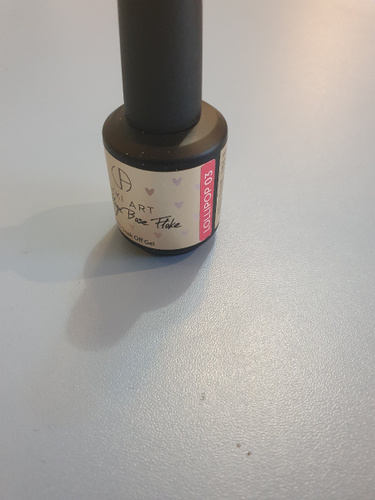 ART
Base Flake
Off Gel
LOLLIPOP 03